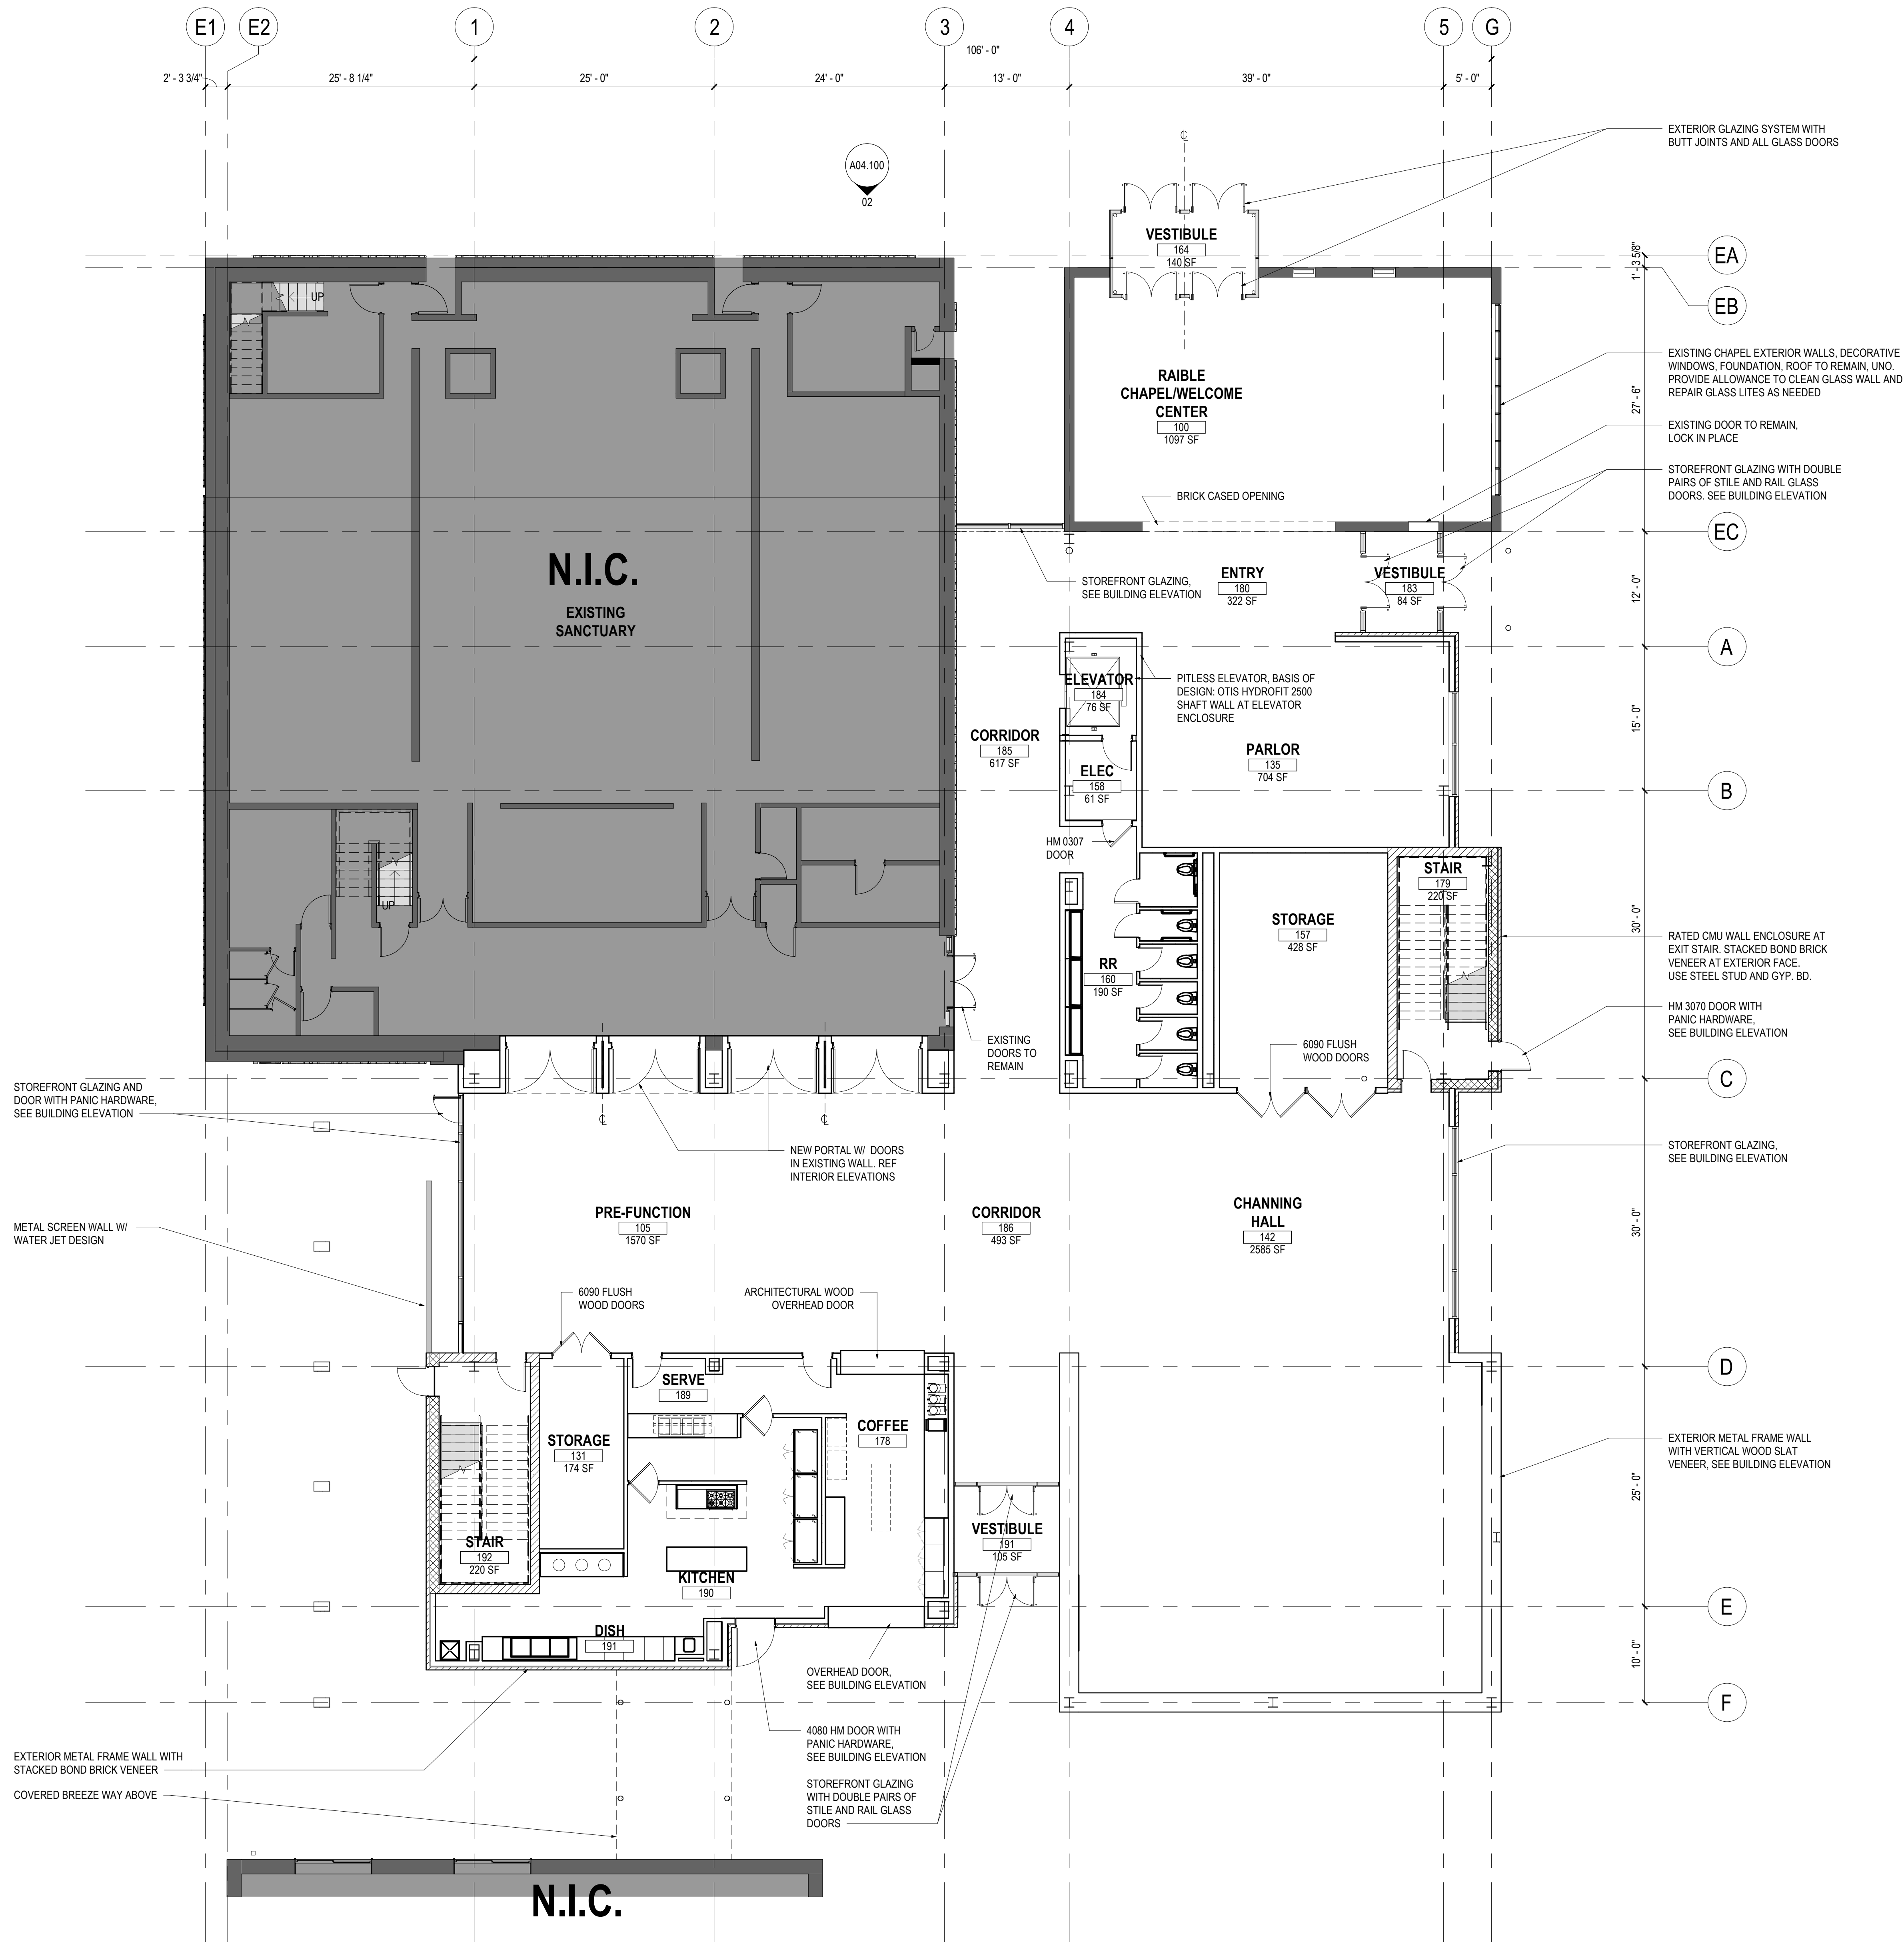 E1
E2
1
2
3
4
5
G
106' - 0"
2' - 3 3/4"
25' - 8 1/4"
25' - 0"
24' - 0"
13' - 0"
39' - 0"
5' - 0"
EXTERIOR GLAZING SYSTEM WITH
BUTT JOINTS AND ALL GLASS DOORS
A04.100
02
VESTIBULE
164
140 SF
EA
1' - 3 5/8"
EB
UP
EXISTING CHAPEL EXTERIOR WALLS, DECORATIVE
WINDOWS, FOUNDATION, ROOF TO REMAIN, UNO.
PROVIDE ALLOWANCE TO CLEAN GLASS WALL AND
REPAIR GLASS LITES AS NEEDED
RAIBLE
CHAPEL/WELCOME
CENTER
100
1097 SF
27' - 6"
EXISTING DOOR TO REMAIN,
LOCK IN PLACE
STOREFRONT GLAZING WITH DOUBLE
PAIRS OF STILE AND RAIL GLASS
DOORS. SEE BUILDING ELEVATION
BRICK CASED OPENING
EC
N.I.C.
EXISTING
SANCTUARY
STOREFRONT GLAZING,
SEE BUILDING ELEVATION
ENTRY
180
322 SF
VESTIBULE
183
84 SF
12' - 0"
A
ELEVATOR
184
76 SF
PITLESS ELEVATOR, BASIS OF
DESIGN: OTIS HYDROFIT 2500
SHAFT WALL AT ELEVATOR
ENCLOSURE
15' - 0"
CORRIDOR
185
617 SF
PARLOR
135
704 SF
ELEC
158
61 SF
B
HM 0307
DOOR
STAIR
179
220 SF
UP
STORAGE
157
428 SF
30' - 0"
RATED CMU WALL ENCLOSURE AT
EXIT STAIR. STACKED BOND BRICK
VENEER AT EXTERIOR FACE.
USE STEEL STUD AND GYP. BD.
RR
160
190 SF
HM 3070 DOOR WITH
PANIC HARDWARE,
SEE BUILDING ELEVATION
EXISTING
DOORS TO
REMAIN
6090 FLUSH
WOOD DOORS
C
STOREFRONT GLAZING AND
DOOR WITH PANIC HARDWARE,
SEE BUILDING ELEVATION
NEW PORTAL W/ DOORS
IN EXISTING WALL. REF
INTERIOR ELEVATIONS
STOREFRONT GLAZING,
SEE BUILDING ELEVATION
METAL SCREEN WALL W/
WATER JET DESIGN
PRE-FUNCTION
105
1570 SF
CORRIDOR
186
493 SF
CHANNING
HALL
142
2585 SF
30' - 0"
6090 FLUSH
WOOD DOORS
ARCHITECTURAL WOOD
OVERHEAD DOOR
D
SERVE
189
COFFEE
178
STORAGE
131
174 SF
EXTERIOR METAL FRAME WALL
WITH VERTICAL WOOD SLAT
VENEER, SEE BUILDING ELEVATION
25' - 0"
STAIR
192
220 SF
VESTIBULE
191
105 SF
KITCHEN
190
E
DISH
191
10' - 0"
OVERHEAD DOOR,
SEE BUILDING ELEVATION
F
4080 HM DOOR WITH
PANIC HARDWARE,
SEE BUILDING ELEVATION
EXTERIOR METAL FRAME WALL WITH
STACKED BOND BRICK VENEER
COVERED BREEZE WAY ABOVE
STOREFRONT GLAZING
WITH DOUBLE PAIRS OF
STILE AND RAIL GLASS
DOORS
N.I.C.